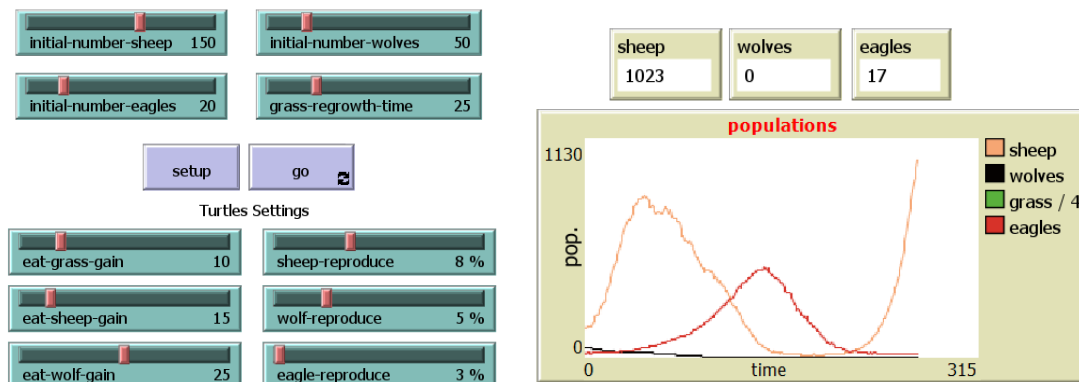 initial-number-sheep 150
initial-number-wolves 50
initial-number-eagles 20
grass-regrowth-time 25
setup
go
Turtles Settings
eat-grass-gain 10
sheep-reproduce 8 %
eat-sheep-gain 15
wolf-reproduce 5 %
eat-wolf-gain 25
eagle-reproduce 3 %
sheep
1023
wolves
0
eagles
17
populations
1130
pop.
0
0
time
315
sheep
wolves
grass / 4
eagles